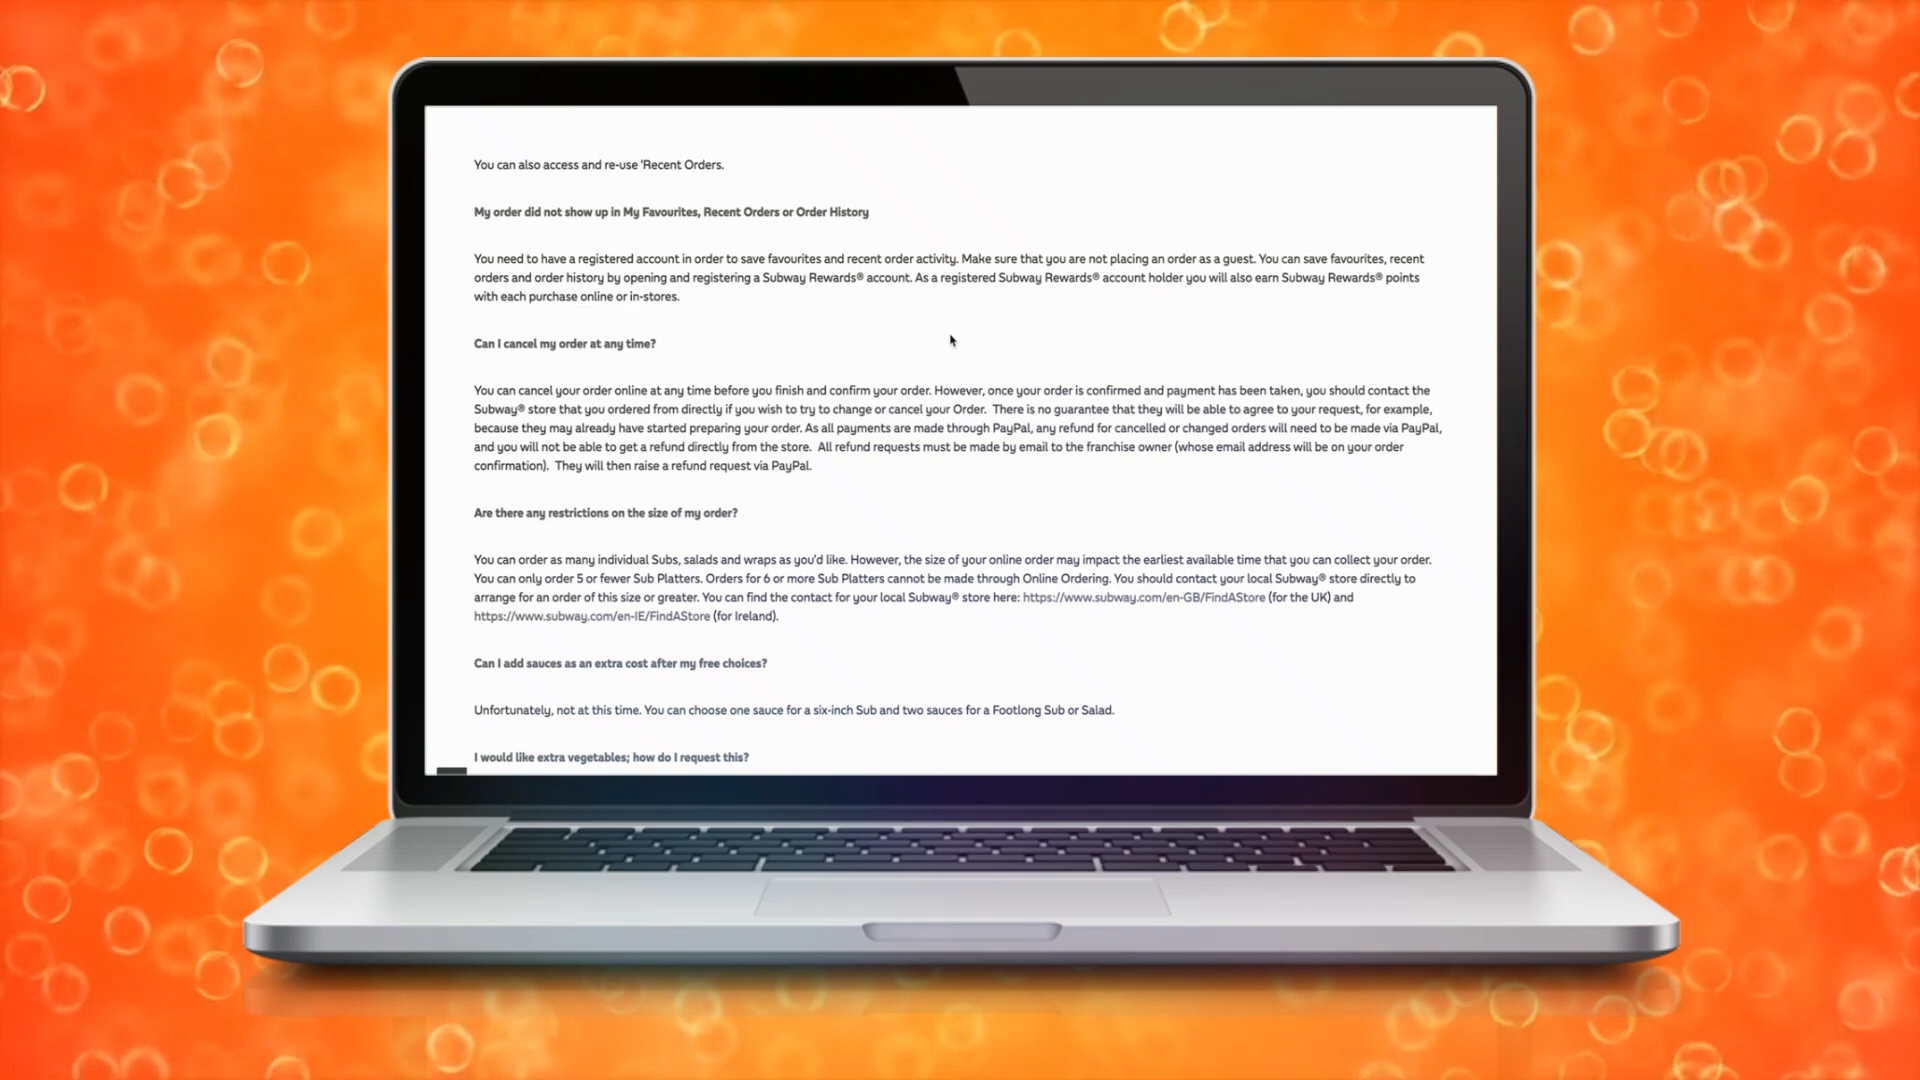 You can also access and re-use 'Recent Orders.
My order did not show up in My Favourites, Recent Orders or Order History
You need to have a registered account in order to save favourites and recent order activity. Make sure that you are not placing an order as a guest. You can save favourites, recent
orders and order history by opening and registering a Subway Rewards® account. As a registered Subway Rewards® account holder you will also earn Subway Rewards® points
with each purchase online or in-stores.
Can I cancel my order at any time?
You can cancel your order online at any time before you finish and confirm your order. However, once your order is confirmed and payment has been taken, you should contact the
Subway® store that you ordered from directly if you wish to try to change or cancel your Order. There is no guarantee that they will be able to agree to your request, for example,
because they may already have started preparing your order. As all payments are made through PayPal, any refund for cancelled or changed orders will need to be made via PayPal,
and you will not be able to get a refund directly from the store. All refund requests must be made by email to the franchise owner (whose email address will be on your order
confirmation). They will then raise a refund request via PayPal.
Are there any restrictions on the size of my order?
You can order as many individual Subs, salads and wraps as you'd like. However, the size of your online order may impact the earliest available time that you can collect your order.
You can only order 5 or fewer Sub Platters. Orders for 6 or more Sub Platters cannot be made through Online Ordering. You should contact your local Subway® store directly to
arrange for an order of this size or greater. You can find the contact for your local Subway® store here: https://www.subway.com/en-GB/FindAStore (for the UK) and
https://www.subway.com/en-IE/FindAStore (for Ireland).
Can I add sauces as an extra cost after my free choices?
Unfortunately, not at this time. You can choose one sauce for a six-inch Sub and two sauces for a Footlong Sub or Salad.
I would like extra vegetables; how do I request this?